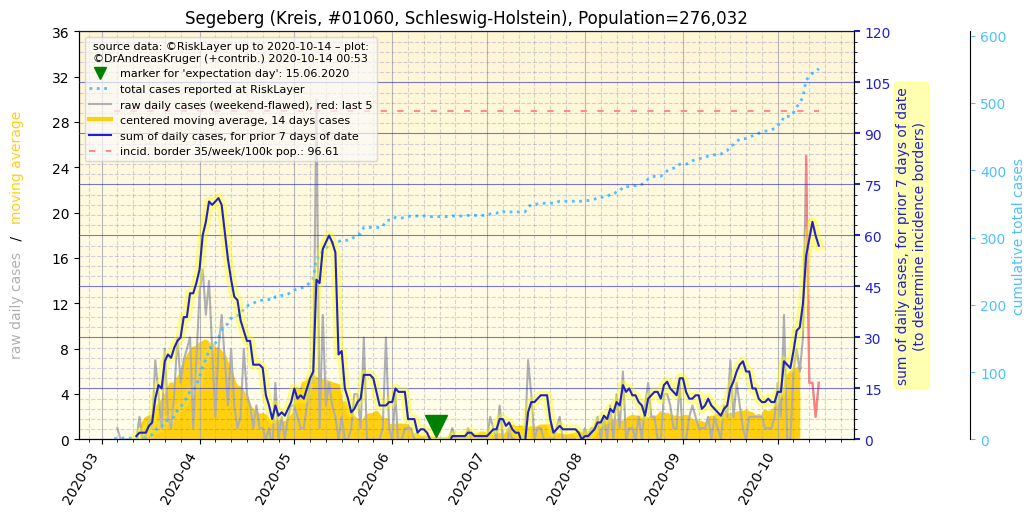 Segeberg (Kreis, #01060, Schleswig-Holstein), Population=276,032
source data: ©RiskLayer up to 2020-10-14 – plot:
©DrAndreasKruger (+contrib.) 2020-10-14 00:53
marker for 'expectation day': 15.06.2020
total cases reported at RiskLayer
raw daily cases (weekend-flawed), red: last 5
centered moving average, 14 days cases
sum of daily cases, for prior 7 days of date
incid. border 35/week/100k pop.: 96.61
raw daily cases / moving average
36
32
28
24
20
16
12
8
4
0
120
105
90
75
60
45
30
15
0
sum of daily cases, for prior 7 days of date
(to determine incidence borders)
600
500
400
300
200
100
0
cumulative total cases
2020-03
2020-04
2020-05
2020-06
2020-07
2020-08
2020-09
2020-10